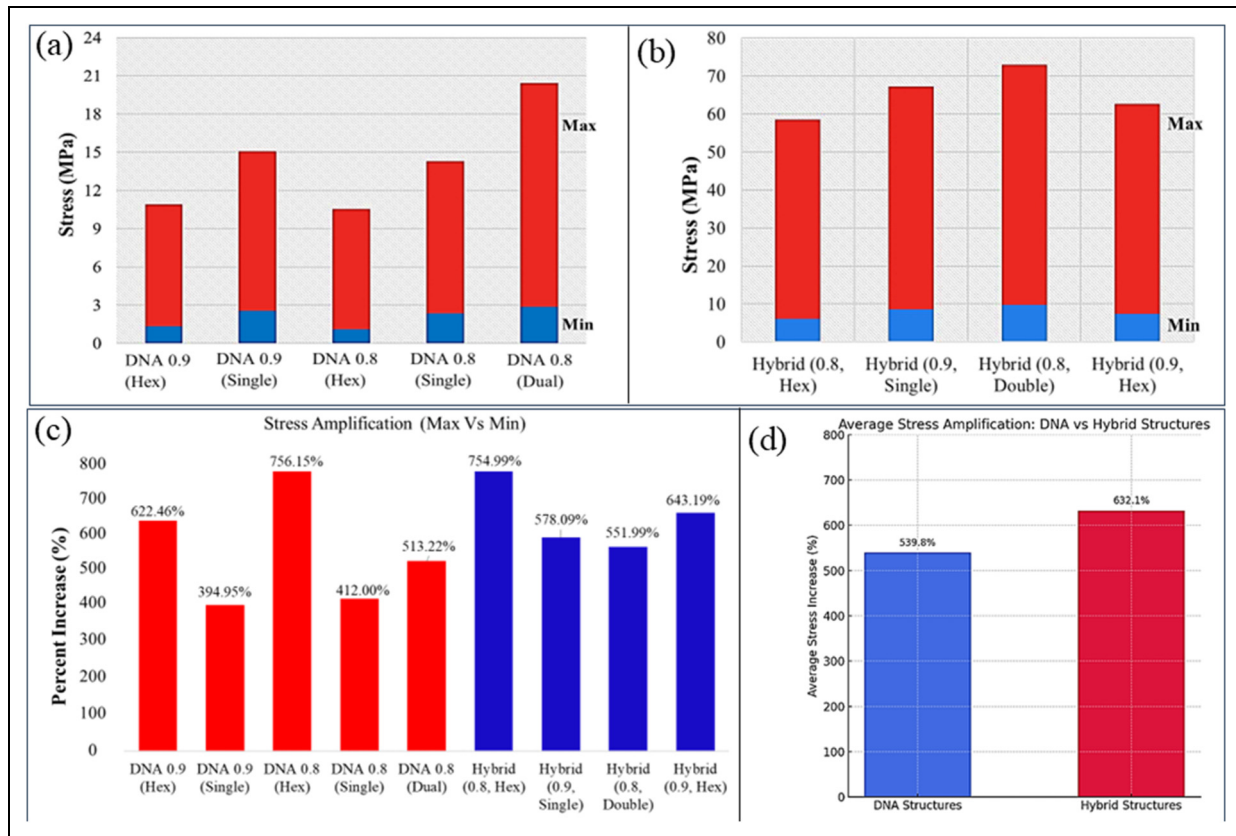 (a)
24
21
18
15
12
9
6
3
0
Stress (MPa)
Max
Min
DNA 0.9
(Hex)
DNA 0.9
(Single)
DNA 0.8
(Hex)
DNA 0.8
(Single)
DNA 0.8
(Dual)
(b)
80
70
60
50
40
30
20
10
0
Stress (MPa)
Max
Min
Hybrid (0.8,
Hex)
Hybrid (0.9,
Single)
Hybrid (0.8,
Double)
Hybrid (0.9,
Hex)
(c)
Stress Amplification (Max Vs Min)
800
700
600
500
400
300
200
100
0
Percent Increase (%)
622.46%
394.95%
756.15%
412.00%
513.22%
754.99%
578.09%
551.99%
643.19%
DNA 0.9
(Hex)
DNA 0.9
(Single)
DNA 0.8
(Hex)
DNA 0.8
(Single)
DNA 0.8
(Dual)
Hybrid
(0.8, Hex)
Hybrid
(0.9,
Single)
Hybrid
(0.8,
Double)
Hybrid
(0.9, Hex)
(d)
Average Stress Amplification: DNA vs Hybrid Structures
800
700
600
500
400
300
200
100
0
Average Stress Increase (%)
539.8%
632.1%
DNA Structures
Hybrid Structures